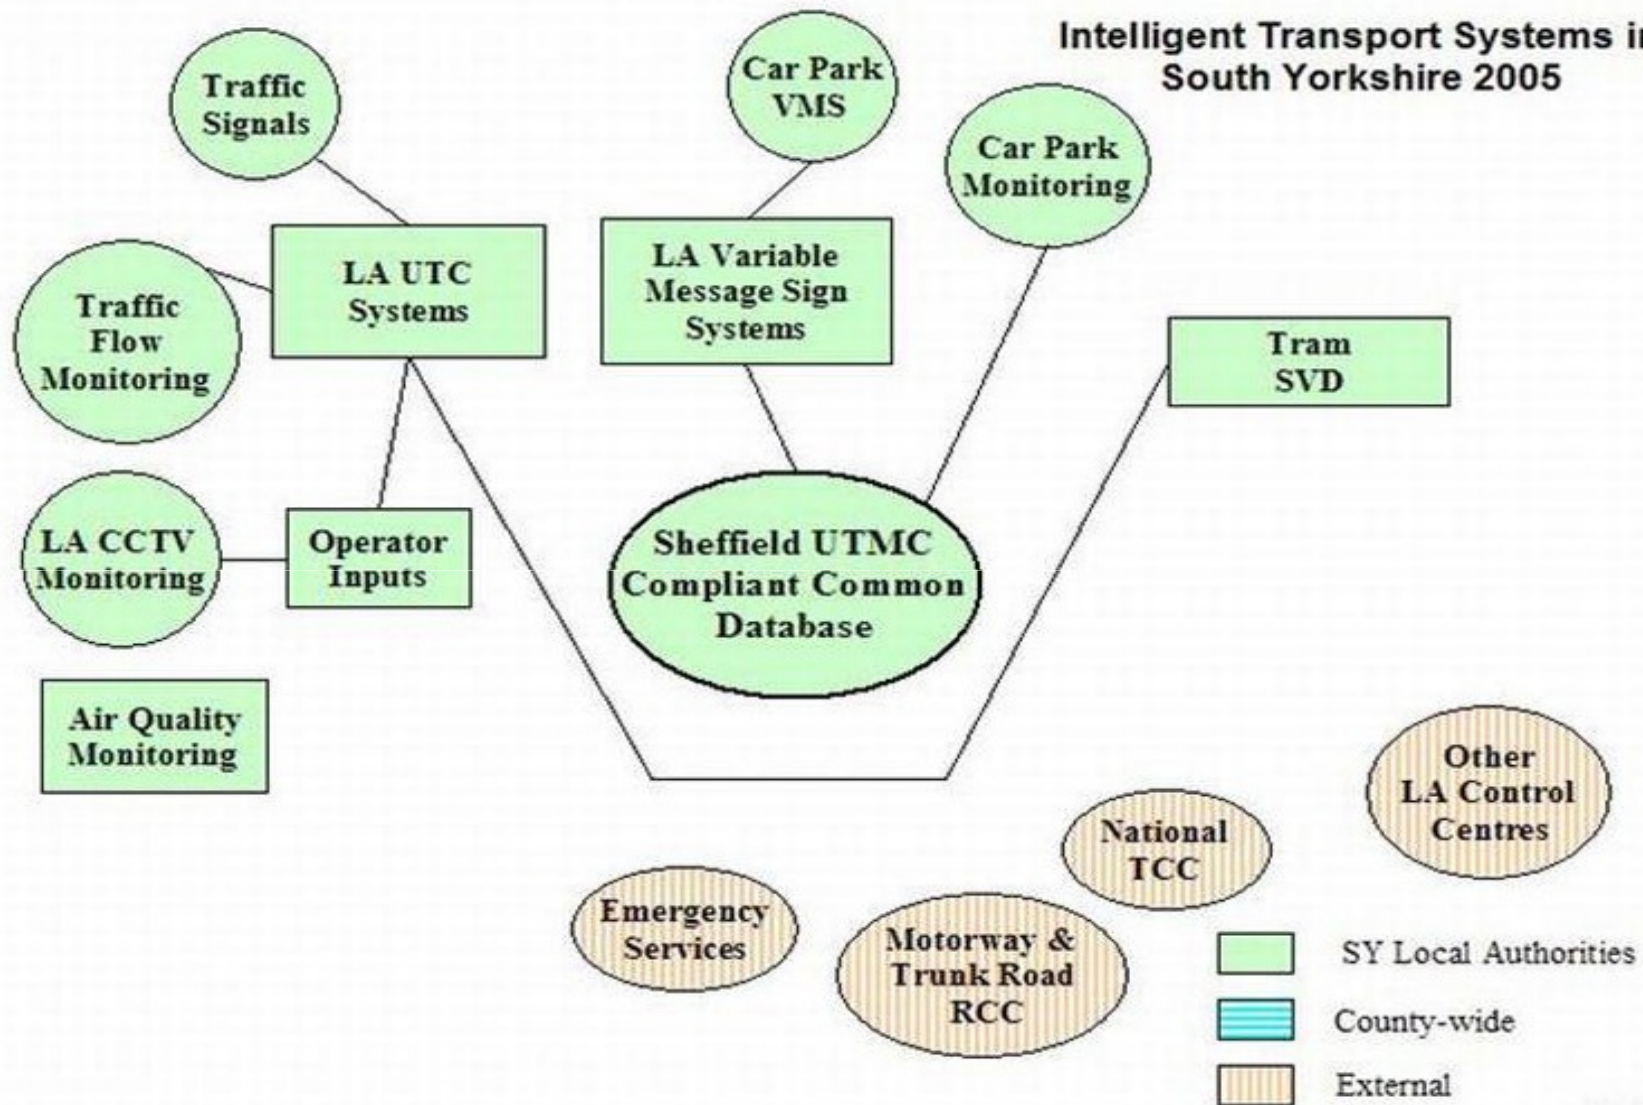 Intelligent Transport Systems in
South Yorkshire 2005
Traffic
Signals
Car Park
VMS
Car Park
Monitoring
LA UTC
Systems
LA Variable
Message Sign
Systems
Traffic
Flow
Monitoring
Tram
SVD
LA CCTV
Monitoring
Operator
Inputs
Sheffield UTMC
Compliant Common
Database
Air Quality
Monitoring
Other
LA Control
Centres
National
TCC
Emergency
Services
Motorway &
Trunk Road
RCC
SY Local Authorities
County-wide
External